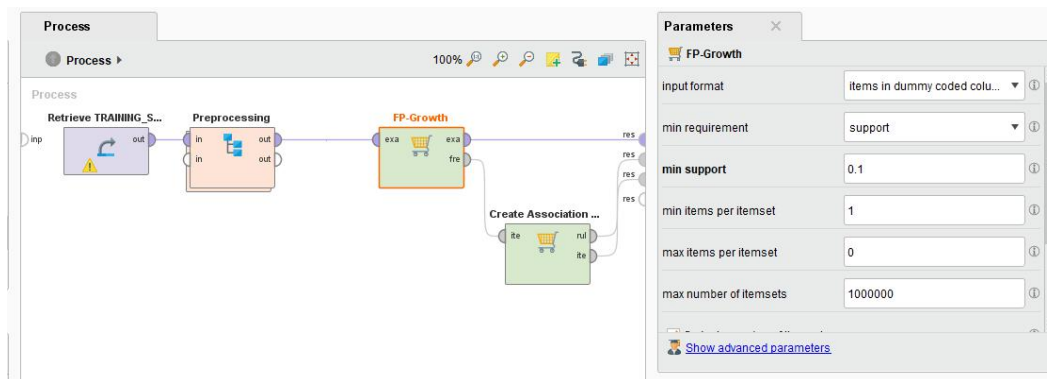 Process
Process
100%
Process
inp
Retrieve TRAINING_S...
out
Preprocessing
in
out
in
out
FP-Growth
exa
exa
fre
Create Association ...
ite
rul
ite
res
res
res
res
Parameters
FP-Growth
input format
items in dummy coded colu...
min requirement
support
min support
0.1
min items per itemset
1
max items per itemset
0
max number of itemsets
1000000
Show advanced parameters